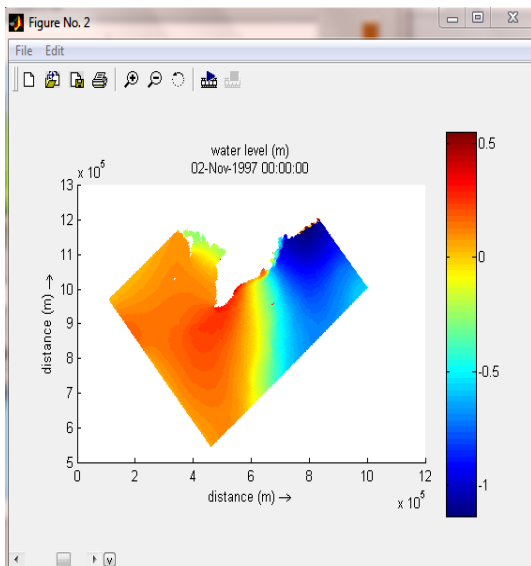 Figure No. 2
File Edit
water level (m)
02-Nov-1997 00:00:00
x 10^5
13
12
11
10
9
8
7
6
5
distance (m) →
0 2 4 6 8 10 12
distance (m) →
x 10^5
0
-0.5
-1
v